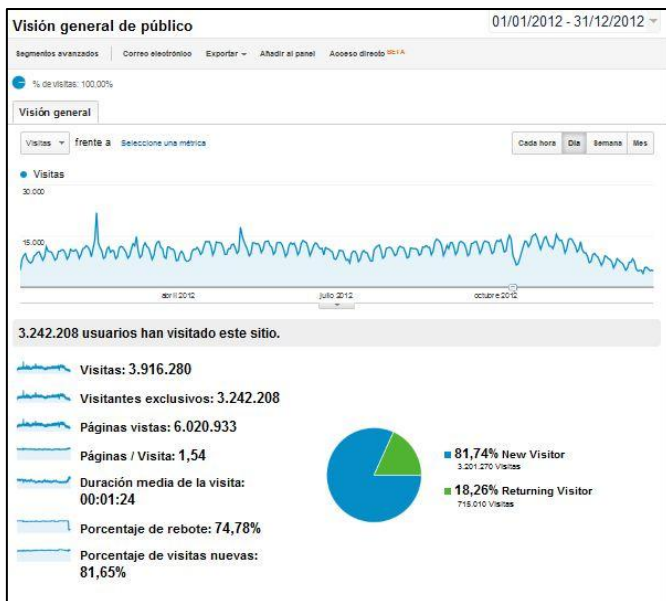 Visión general de público
01/01/2012 - 31/12/2012
Segmentos avanzados Correo electrónico Exportar Añadir al panel Acceso directo BETA
% de visitas: 100,00%
Visión general
Visitas frente a Seleccione una métrica
Cada hora Día Semana Mes
Visitas
30.000
15.000
abril 2012 julio 2012 octubre 2012
3.242.208 usuarios han visitado este sitio.
Visitas: 3.916.280
Visitantes exclusivos: 3.242.208
Páginas vistas: 6.020.933
Páginas / Visita: 1,54
Duración media de la visita:
00:01:24
Porcentaje de rebote: 74,78%
Porcentaje de visitas nuevas:
81,65%
81,74% New Visitor
3.201.270 Visitas
18,26% Returning Visitor
715.010 Visitas